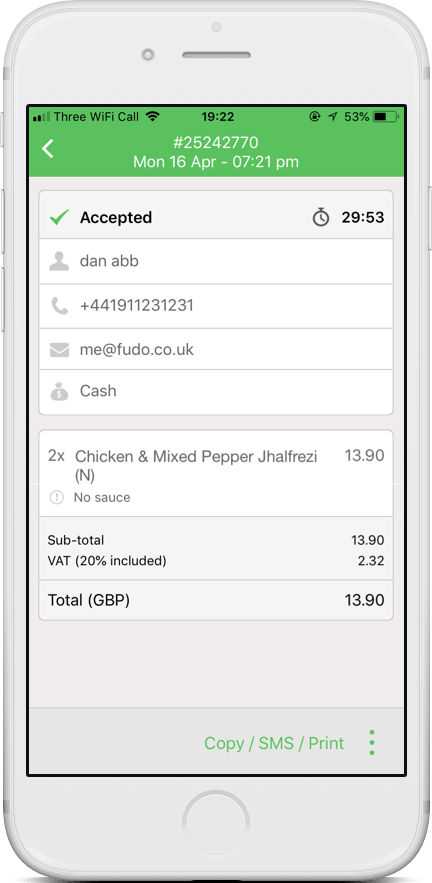 Three WiFi Call 19:22 53%
#25242770
Mon 16 Apr - 07:21 pm
Accepted 29:53
dan abb
+441911231231
me@fudo.co.uk
Cash
2x Chicken & Mixed Pepper Jhalfrezi 13.90
(N)
No sauce
Sub-total 13.90
VAT (20% included) 2.32
Total (GBP) 13.90
Copy / SMS / Print